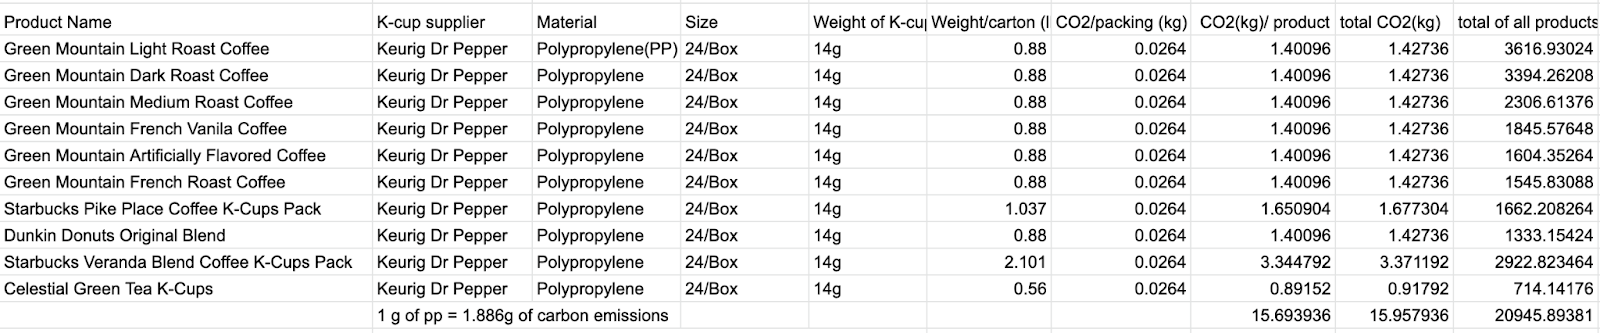 Product Name K-cup supplier Material Size Weight of K-cu Weight/carton (l CO2/packing (kg) CO2(kg)/ product total CO2(kg) total of all products
Green Mountain Light Roast Coffee Keurig Dr Pepper Polypropylene(PP) 24/Box 14g 0.88 0.0264 1.40096 1.42736 3616.93024
Green Mountain Dark Roast Coffee Keurig Dr Pepper Polypropylene 24/Box 14g 0.88 0.0264 1.40096 1.42736 3394.26208
Green Mountain Medium Roast Coffee Keurig Dr Pepper Polypropylene 24/Box 14g 0.88 0.0264 1.40096 1.42736 2306.61376
Green Mountain French Vanila Coffee Keurig Dr Pepper Polypropylene 24/Box 14g 0.88 0.0264 1.40096 1.42736 1845.57648
Green Mountain Artificially Flavored Coffee Keurig Dr Pepper Polypropylene 24/Box 14g 0.88 0.0264 1.40096 1.42736 1604.35264
Green Mountain French Roast Coffee Keurig Dr Pepper Polypropylene 24/Box 14g 0.88 0.0264 1.40096 1.42736 1545.83088
Starbucks Pike Place Coffee K-Cups Pack Keurig Dr Pepper Polypropylene 24/Box 14g 1.037 0.0264 1.650904 1.677304 1662.208264
Dunkin Donuts Original Blend Keurig Dr Pepper Polypropylene 24/Box 14g 0.88 0.0264 1.40096 1.42736 1333.15424
Starbucks Veranda Blend Coffee K-Cups Pack Keurig Dr Pepper Polypropylene 24/Box 14g 2.101 0.0264 3.344792 3.371192 2922.823464
Celestial Green Tea K-Cups Keurig Dr Pepper Polypropylene 24/Box 14g 0.56 0.0264 0.89152 0.91792 714.14176
1 g of pp = 1.886g of carbon emissions 15.693936 15.957936 20945.89381